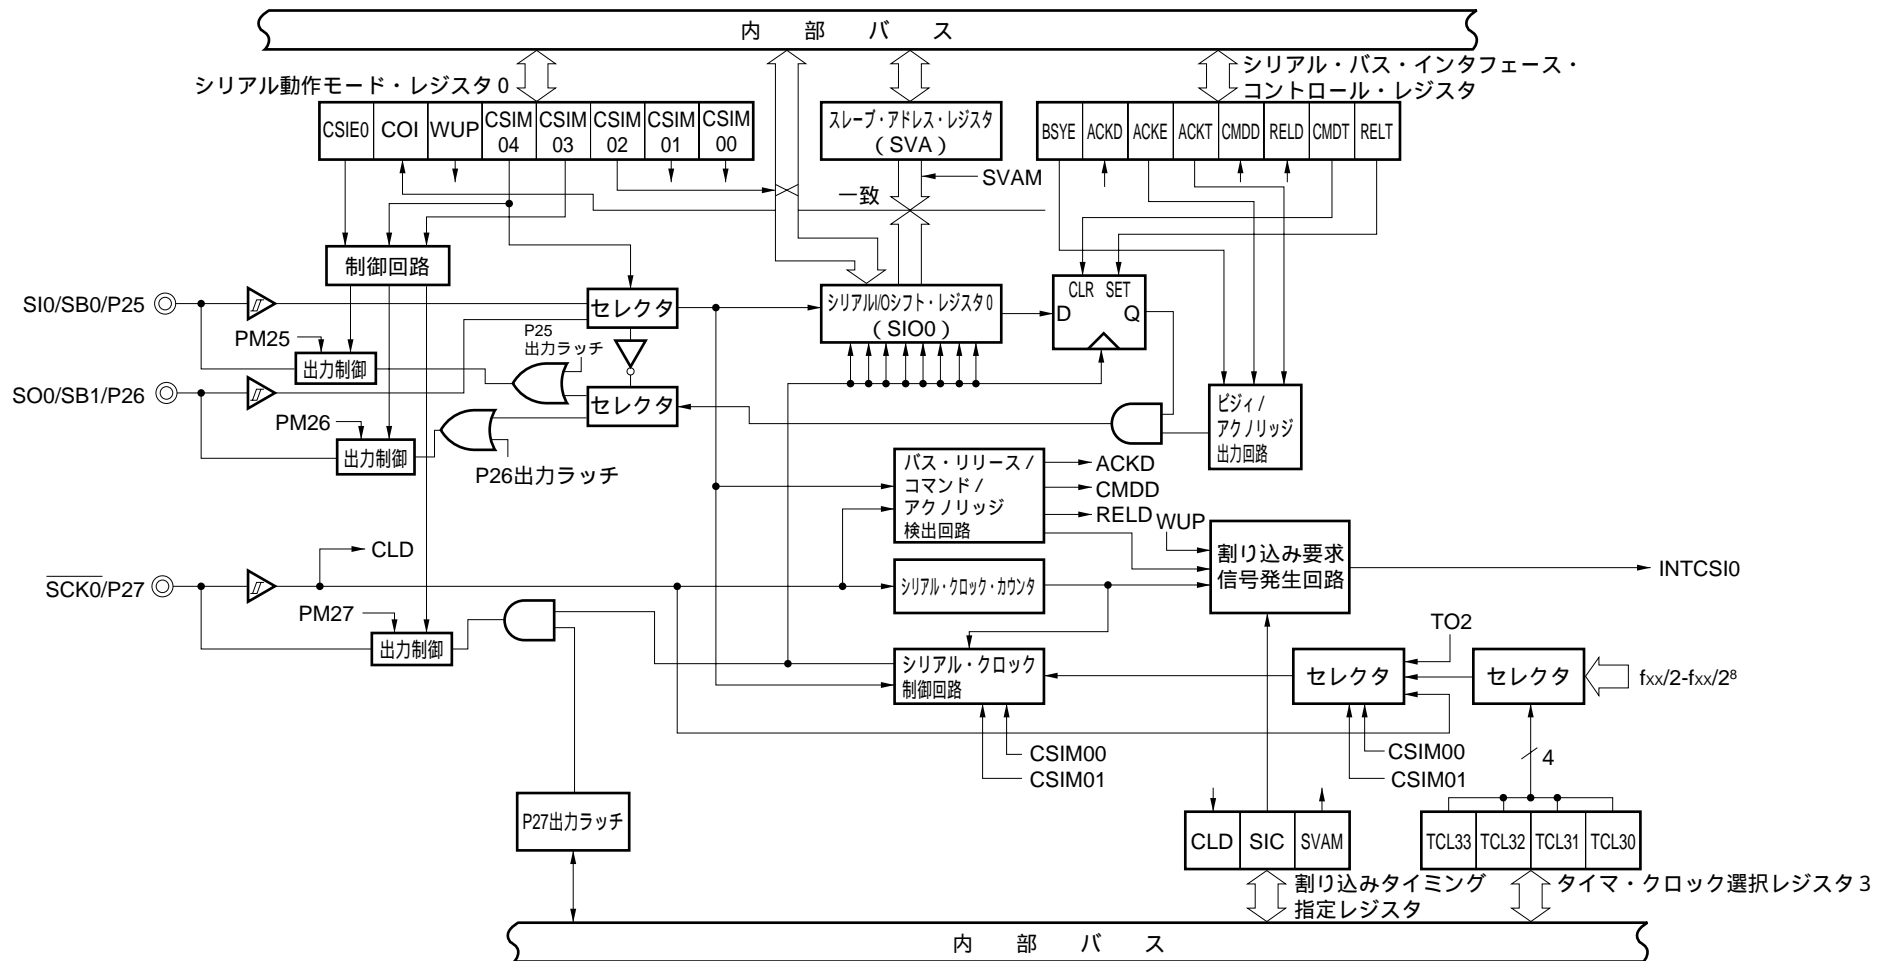 内 部 バ ス
シリアル動作モード・レジスタ0
シリアル・バス・インタフェース・
コントロール・レジスタ
CSIE0 COI WUP CSIM04 CSIM03 CSIM02 CSIM01 CSIM00
スレーブ・アドレス・レジスタ
(SVA)
BSYE ACKD ACKE ACKT CMDD RELD CMDT RELT
SVAM
一致
制御回路
SI0/SB0/P25
セレクタ
シリアルI/Oシフト・レジスタ0
(SIO0)
CLR SET
D Q
PM25
出力制御
P25
出力ラッチ
SO0/SB1/P26
セレクタ
ビジィ/
アクノリッジ
出力回路
PM26
出力制御
P26出力ラッチ
バス・リリース/
コマンド/
アクノリッジ
検出回路
ACKD
CMDD
RELD
WUP
CLD
割り込み要求
信号発生回路
INTCSI0
SCK0/P27
シリアル・クロック・カウンタ
PM27
出力制御
TO2
シリアル・クロック
制御回路
セレクタ
セレクタ
fxx/2-fxx/2⁸
CSIM00
CSIM01
CSIM00
CSIM01
4
P27出力ラッチ
CLD SIC SVAM
TCL33 TCL32 TCL31 TCL30
割り込みタイミング
指定レジスタ
タイマ・クロック選択レジスタ3
内 部 バ ス